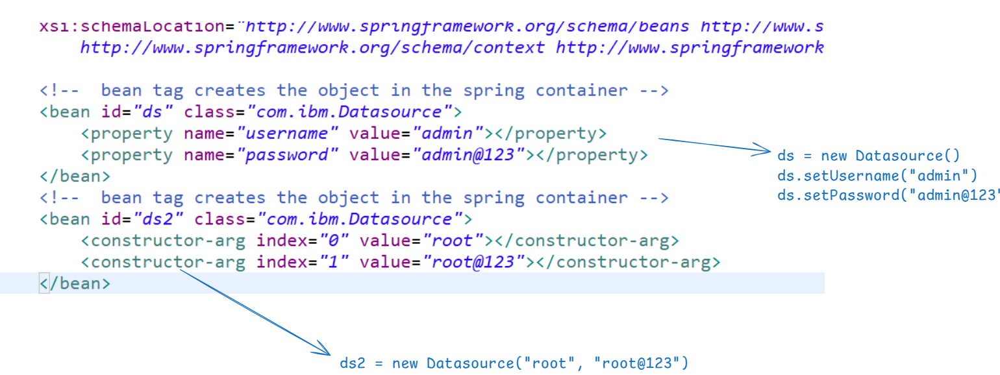 xsi:schemaLocation="http://www.springframework.org/schema/beans http://www.s
http://www.springframework.org/schema/context http://www.springframework
<!--  bean tag creates the object in the spring container -->
<bean id="ds" class="com.ibm.Datasource">
<property name="username" value="admin"></property>
<property name="password" value="admin@123"></property>
</bean>
<!--  bean tag creates the object in the spring container -->
<bean id="ds2" class="com.ibm.Datasource">
<constructor-arg index="0" value="root"></constructor-arg>
<constructor-arg index="1" value="root@123"></constructor-arg>
</bean>
ds = new Datasource()
ds.setUsername("admin")
ds.setPassword("admin@123"
ds2 = new Datasource("root", "root@123")